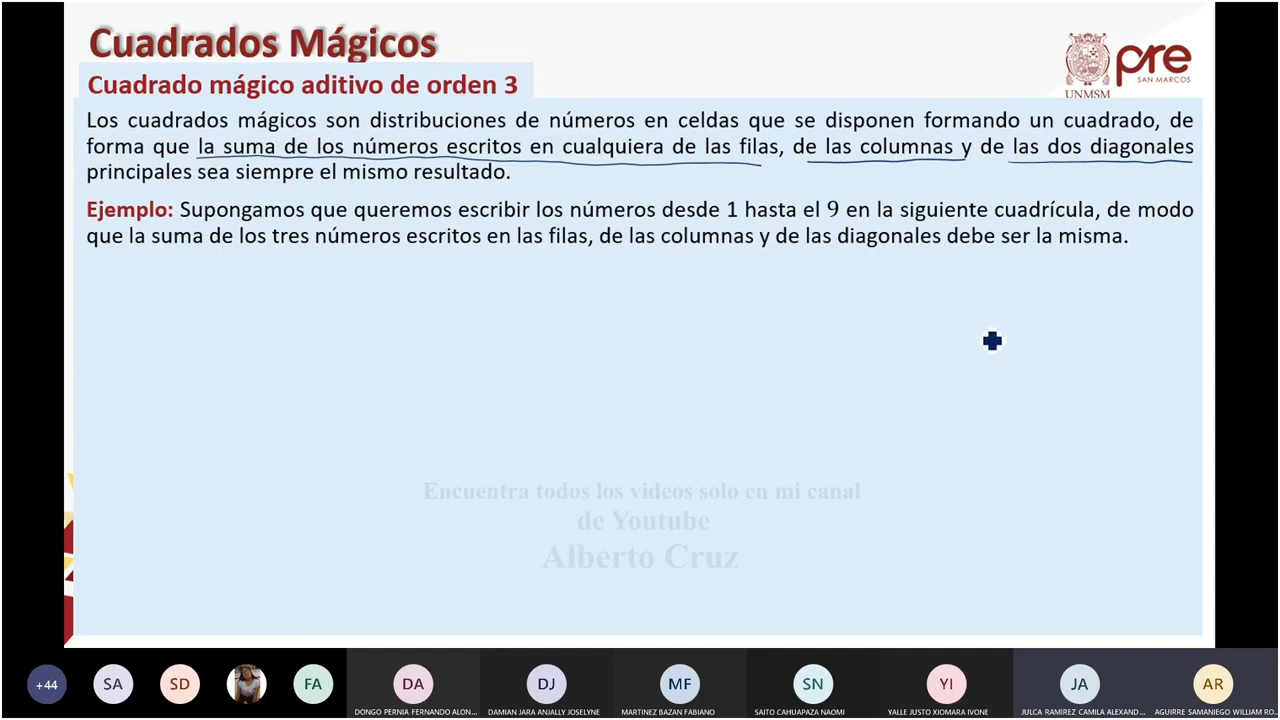 Cuadrados Mágicos
Cuadrado mágico aditivo de orden 3
pre
SAN MARCOS
UNMSM
Los cuadrados mágicos son distribuciones de números en celdas que se disponen formando un cuadrado, de
forma que la suma de los números escritos en cualquiera de las filas, de las columnas y de las dos diagonales
principales sea siempre el mismo resultado.
Ejemplo: Supongamos que queremos escribir los números desde 1 hasta el 9 en la siguiente cuadrícula, de modo
que la suma de los tres números escritos en las filas, de las columnas y de las diagonales debe ser la misma.
Encuentra todos los videos solo en mi canal
de Youtube
Alberto Cruz
+44
SA
SD
FA
DA
DJ
MF
SN
YI
JA
AR
DONGO PERNIA FERNANDO ALON...
DAMIAN JARA ANJALLY JOSELYNE
MARTINEZ BAZAN FABIANO
SAITO CAHUAPAZA NAOMI
YALLE JUSTO XIOMARA IVONE
JULCA RAMIREZ CAMILA ALEXAND...
AGUIRRE SAMANIEGO WILLIAM RO...